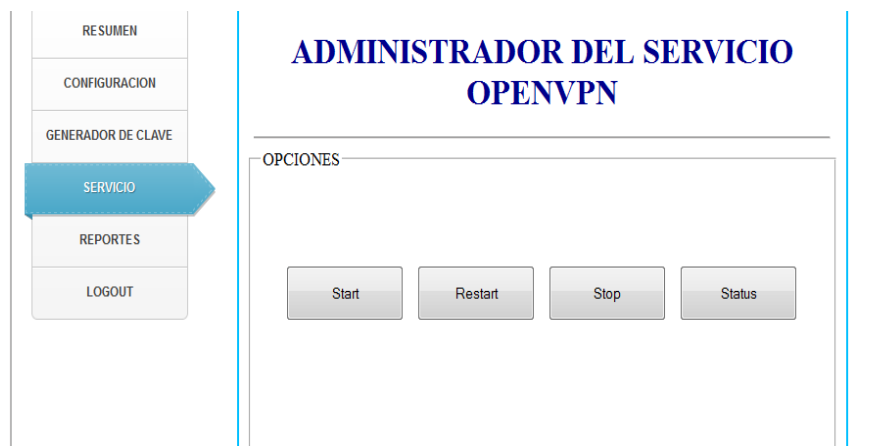 RESUMEN
CONFIGURACION
GENERADOR DE CLAVE
SERVICIO
REPORTES
LOGOUT
ADMINISTRADOR DEL SERVICIO
OPENVPN
OPCIONES
Start
Restart
Stop
Status